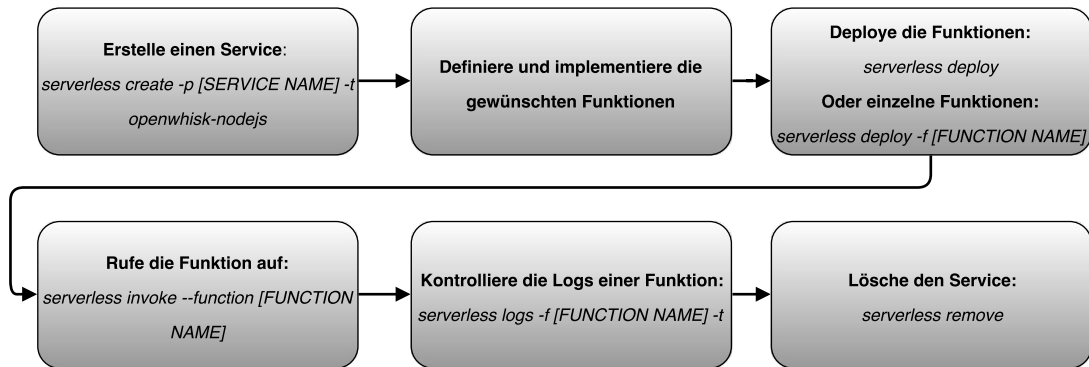 Erstelle einen Service:
serverless create -p [SERVICE NAME] -t
openwhisk-nodejs
Definiere und implementiere die
gewünschten Funktionen
Deploye die Funktionen:
serverless deploy
Oder einzelne Funktionen:
serverless deploy -f [FUNCTION NAME]
Rufe die Funktion auf:
serverless invoke --function [FUNCTION
NAME]
Kontrolliere die Logs einer Funktion:
serverless logs -f [FUNCTION NAME] -t
Lösche den Service:
serverless remove